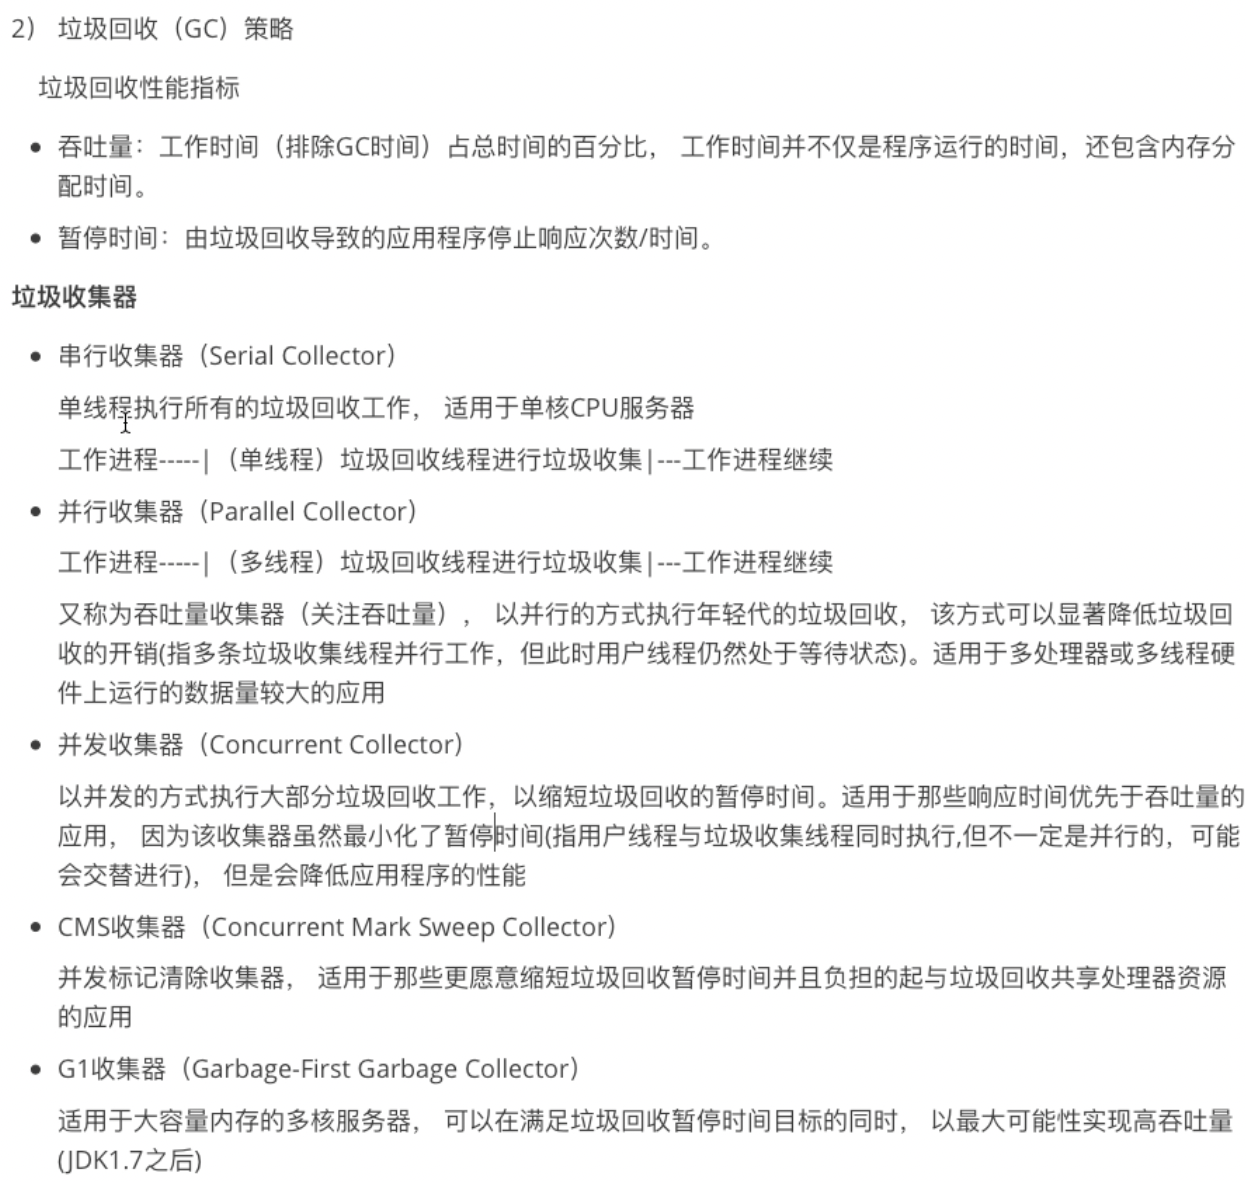 2） 垃圾回收（GC）策略
垃圾回收性能指标
吞吐量：工作时间（排除GC时间）占总时间的百分比， 工作时间并不仅是程序运行的时间，还包含内存分
配时间。
暂停时间：由垃圾回收导致的应用程序停止响应次数/时间。
垃圾收集器
串行收集器（Serial Collector）
单线程执行所有的垃圾回收工作， 适用于单核CPU服务器
工作进程-----|（单线程）垃圾回收线程进行垃圾收集|---工作进程继续
并行收集器（Parallel Collector）
工作进程-----|（多线程）垃圾回收线程进行垃圾收集|---工作进程继续
又称为吞吐量收集器（关注吞吐量）， 以并行的方式执行年轻代的垃圾回收， 该方式可以显著降低垃圾回
收的开销(指多条垃圾收集线程并行工作，但此时用户线程仍然处于等待状态)。适用于多处理器或多线程硬
件上运行的数据量较大的应用
并发收集器（Concurrent Collector）
以并发的方式执行大部分垃圾回收工作，以缩短垃圾回收的暂停时间。适用于那些响应时间优先于吞吐量的
应用， 因为该收集器虽然最小化了暂停时间(指用户线程与垃圾收集线程同时执行,但不一定是并行的，可能
会交替进行)， 但是会降低应用程序的性能
CMS收集器（Concurrent Mark Sweep Collector）
并发标记清除收集器， 适用于那些更愿意缩短垃圾回收暂停时间并且负担的起与垃圾回收共享处理器资源
的应用
G1收集器（Garbage-First Garbage Collector）
适用于大容量内存的多核服务器， 可以在满足垃圾回收暂停时间目标的同时， 以最大可能性实现高吞吐量
(JDK1.7之后)